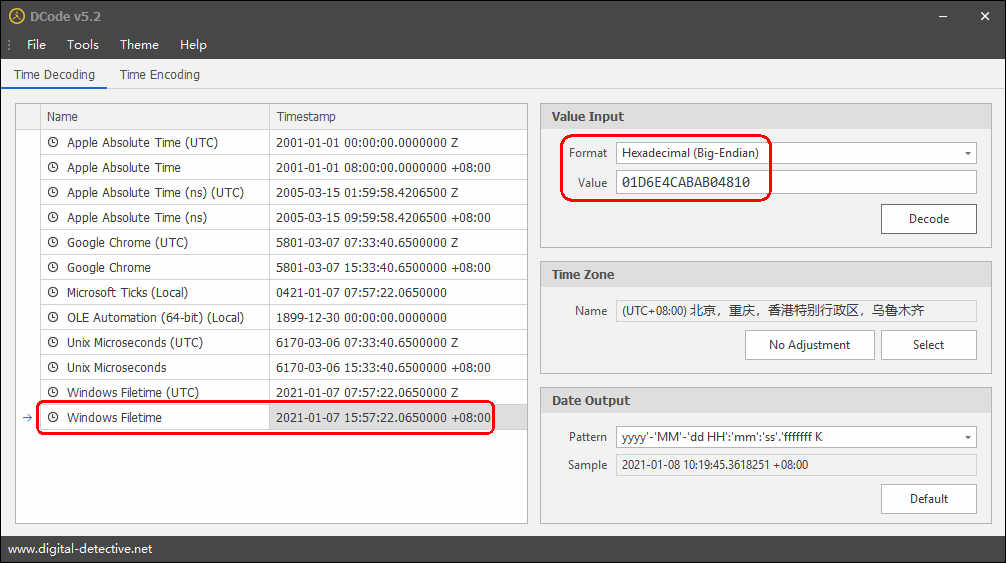 DCode v5.2
File Tools Theme Help
Time Decoding Time Encoding
Name Timestamp
Apple Absolute Time (UTC) 2001-01-01 00:00:00.0000000 Z
Apple Absolute Time 2001-01-01 08:00:00.0000000 +08:00
Apple Absolute Time (ns) (UTC) 2005-03-15 01:59:58.4206500 Z
Apple Absolute Time (ns) 2005-03-15 09:59:58.4206500 +08:00
Google Chrome (UTC) 5801-03-07 07:33:40.6500000 Z
Google Chrome 5801-03-07 15:33:40.6500000 +08:00
Microsoft Ticks (Local) 0421-01-07 07:57:22.0650000
OLE Automation (64-bit) (Local) 1899-12-30 00:00:00.0000000
Unix Microseconds (UTC) 6170-03-06 07:33:40.6500000 Z
Unix Microseconds 6170-03-06 15:33:40.6500000 +08:00
Windows Filetime (UTC) 2021-01-07 07:57:22.0650000 Z
Windows Filetime 2021-01-07 15:57:22.0650000 +08:00
Value Input
Format Hexadecimal (Big-Endian)
Value 01D6E4CABAB04810
Decode
Time Zone
Name (UTC+08:00) 北京，重庆，香港特别行政区，乌鲁木齐
No Adjustment Select
Date Output
Pattern yyyy'-'MM'-'dd HH':'mm':'ss'.'fffffff K
Sample 2021-01-08 10:19:45.3618251 +08:00
Default
www.digital-detective.net